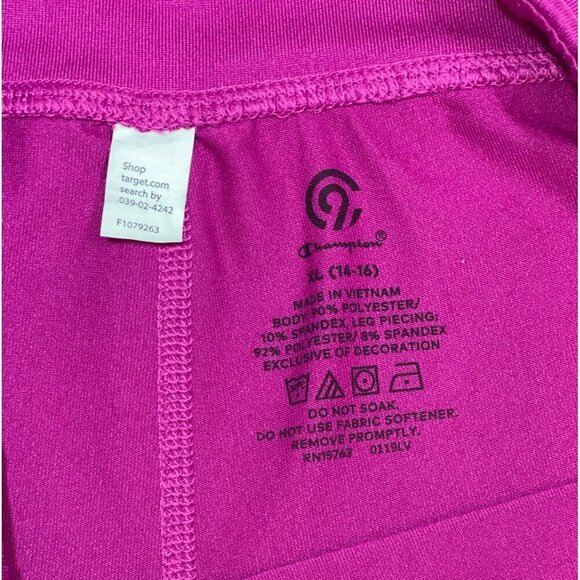 Shop
target.com
search by
039-02-4242
F1079263
C9
Champion®
XL (14-16)
MADE IN VIETNAM
BODY: 90% POLYESTER/
10% SPANDEX, LEG PIECING;
92% POLYESTER/ 8% SPANDEX
EXCLUSIVE OF DECORATION
DO NOT SOAK.
DO NOT USE FABRIC SOFTENER.
REMOVE PROMPTLY.
RN15763 0119LV